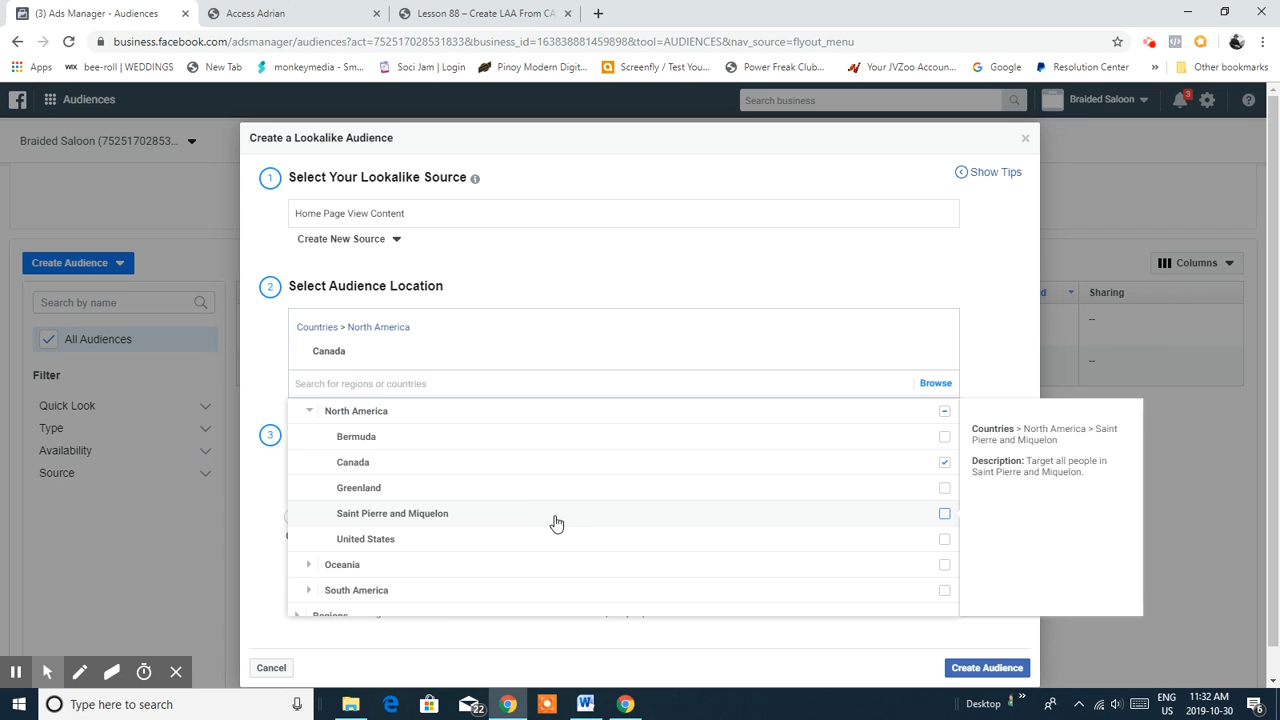 (3) Ads Manager - Audiences
Access Adrian
Lesson 88 – Create LAA From CA
business.facebook.com/adsmanager/audiences?act=752517028531833&business_id=163838881459898&tool=AUDIENCES&nav_source=flyout_menu
Apps
WIX bee-roll | WEDDINGS
New Tab
monkeymedia - Sm...
Soci Jam | Login
Pinoy Modern Digit...
Screenfly / Test You...
Power Freak Club...
Your JVZoo Accoun...
Google
Resolution Center
»
Other bookmarks
Audiences
Search business
Braided Saloon
3
Braided Saloon (75251702853...
Create a Lookalike Audience
1 Select Your Lookalike Source
Show Tips
Home Page View Content
Create New Source
Create Audience
Columns
2 Select Audience Location
Search by name
d
Sharing
Countries > North America
All Audiences
--
Canada
--
Filter
Search for regions or countries
Browse
Quick Look
North America
Type
3
Bermuda
Countries > North America > Saint
Pierre and Miquelon
Availability
Canada
Description: Target all people in
Saint Pierre and Miquelon.
Source
Greenland
Saint Pierre and Miquelon
United States
Oceania
South America
Regions
Cancel
Create Audience
Type here to search
22
Desktop
»
ENG
US
11:32 AM
2019-10-30
6